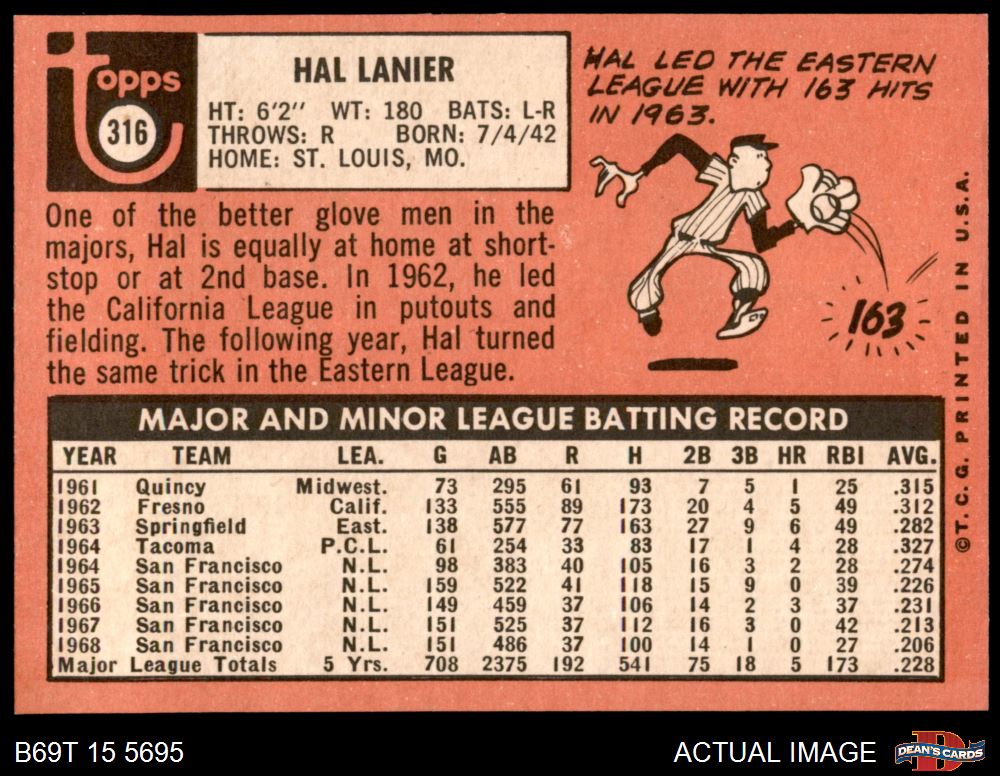 topps
316
HAL LANIER
HT: 6'2" WT: 180 BATS: L-R
THROWS: R BORN: 7/4/42
HOME: ST. LOUIS, MO.
HAL LED THE EASTERN
LEAGUE WITH 163 HITS
IN 1963.
163
One of the better glove men in the
majors, Hal is equally at home at short-
stop or at 2nd base. In 1962, he led
the California League in putouts and
fielding. The following year, Hal turned
the same trick in the Eastern League.
MAJOR AND MINOR LEAGUE BATTING RECORD
YEAR TEAM LEA. G AB R H 2B 3B HR RBI AVG.
1961 Quincy Midwest. 73 295 61 93 7 5 1 25 .315
1962 Fresno Calif. 133 555 89 173 20 4 5 49 .312
1963 Springfield East. 138 577 77 163 27 9 6 49 .282
1964 Tacoma P.C.L. 61 254 33 83 17 1 4 28 .327
1964 San Francisco N.L. 98 383 40 105 16 3 2 28 .274
1965 San Francisco N.L. 159 522 41 118 15 9 0 39 .226
1966 San Francisco N.L. 149 459 37 106 14 2 3 37 .231
1967 San Francisco N.L. 151 525 37 112 16 3 0 42 .213
1968 San Francisco N.L. 151 486 37 100 14 1 0 27 .206
Major League Totals 5 Yrs. 708 2375 192 541 75 18 5 173 .228
©T. C. G. PRINTED IN U.S.A.
B69T 15 5695
ACTUAL IMAGE
DEAN'S CARDS